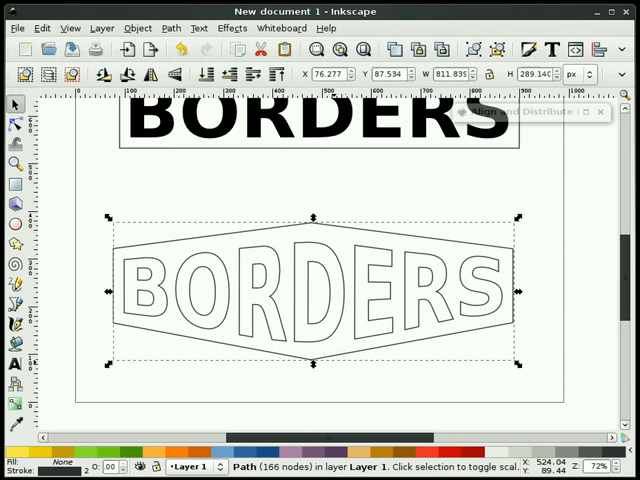 New document 1 - Inkscape
File Edit View Layer Object Path Text Effects Whiteboard Help
X 76.277 Y 87.534 W 811.839 H 289.140 px
BORDERS
Align and Distribute
BORDERS
Fill: None
Stroke: 2 O: 00 •Layer 1 Path (166 nodes) in layer Layer 1. Click selection to toggle scal X: 524.04
Y: 89.44 Z: 72%